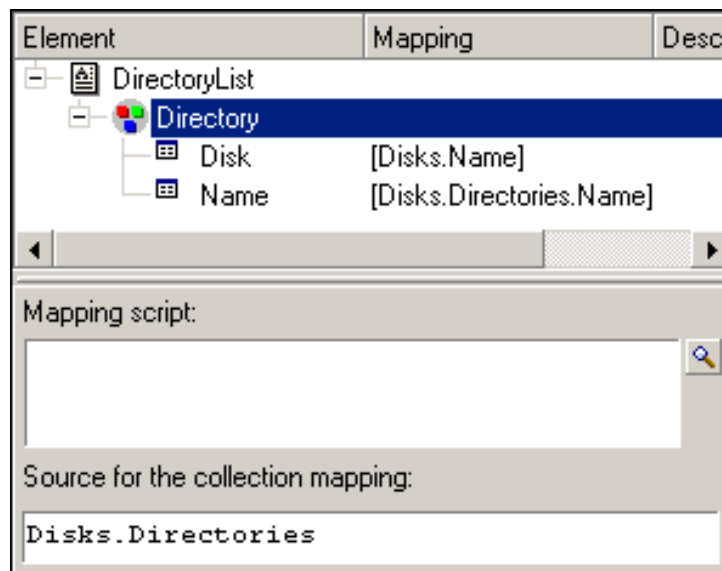 Element Mapping Desc
DirectoryList
Directory
Disk [Disks.Name]
Name [Disks.Directories.Name]
Mapping script:
Source for the collection mapping:
Disks.Directories